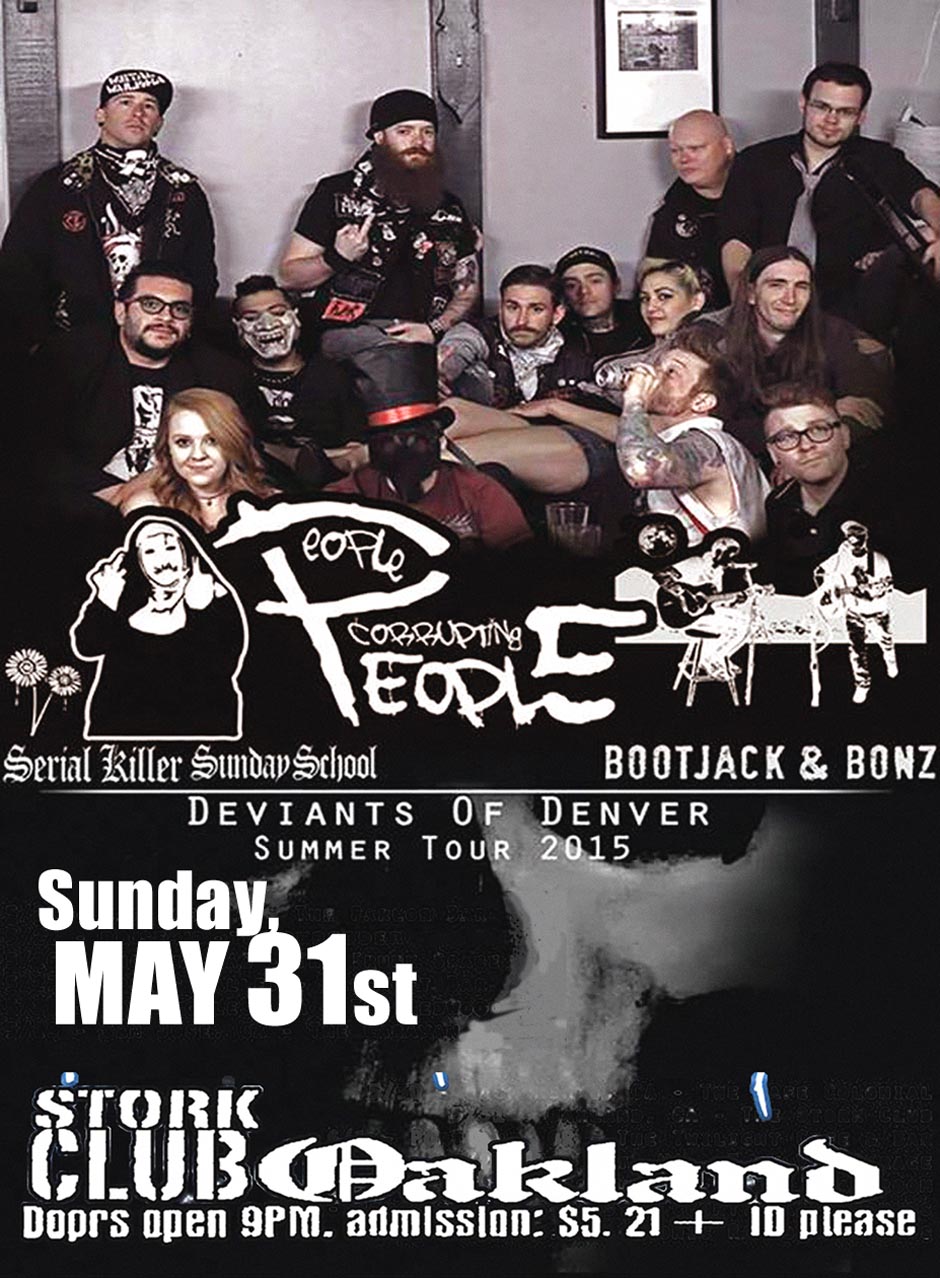 People
Corrupting
People
Serial Killer Sunday School
BOOTJACK & BONZ
Deviants Of Denver
Summer Tour 2015
Sunday,
MAY 31st
STORK
CLUB Oakland
Doors open 9PM. admission: $5. 21 + ID please